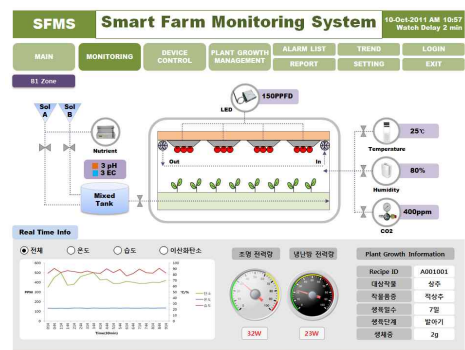 SFMS
Smart Farm Monitoring System
10-Oct-2011 AM 10:57
Watch Delay 2 min
MAIN
MONITORING
DEVICE CONTROL
PLANT GROWTH MANAGEMENT
ALARM LIST
TREND
LOGIN
REPORT
SETTING
EXIT
B1 Zone
Sol A
Sol B
Nutrient
3 pH
3 EC
Mixed Tank
LED
150PPFD
Out
In
Temperature
25℃
Humidity
80%
CO2
400ppm
Real Time Info
전체
온도
습도
이산화탄소
조명 전력량
냉난방 전력량
32W
23W
Plant Growth Information
Recipe ID
A001001
대상작물
상추
작물품종
적상추
생육일수
7일
생육단계
발아기
생체중
2g